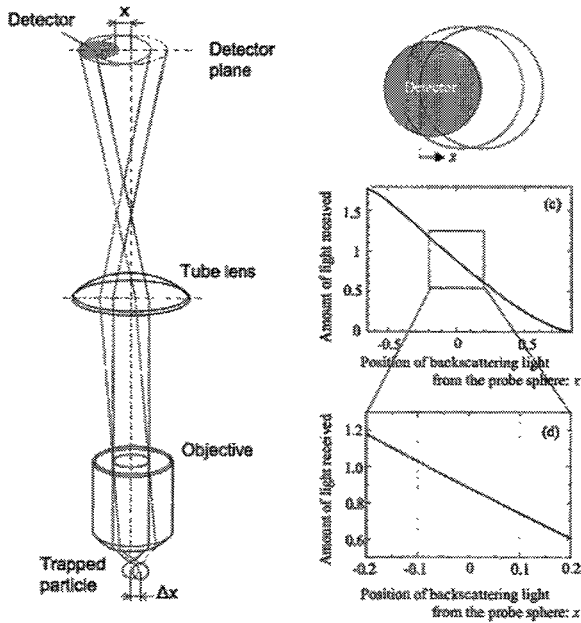 x
Detector
Detector
plane
Tube lens
Objective
Trapped
particle
Δx
Detector
x
(c)
Amount of light received
1.5
1.0
0.5
0
-0.5
0
0.5
Position of backscattering light
from the probe sphere: x
(d)
Amount of light received
1.2
1.0
0.8
0.6
-0.2
-0.1
0
0.1
0.2
Position of backscattering light
from the probe sphere: x